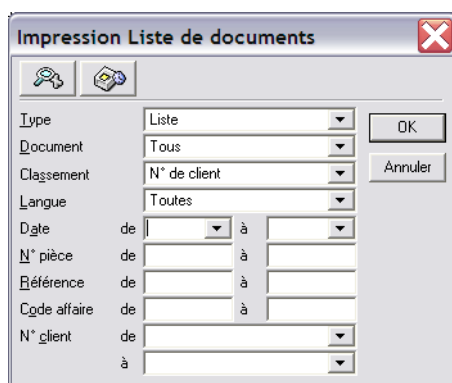 Impression Liste de documents
Type Liste OK
Document Tous
Classement N° de client Annuler
Langue Toutes
Date de à
N° pièce de à
Référence de à
Code affaire de à
N° client de
à